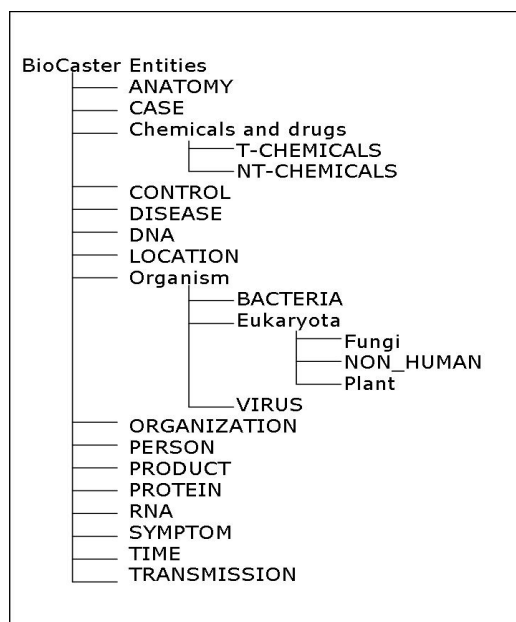 BioCaster Entities
ANATOMY
CASE
Chemicals and drugs
T-CHEMICALS
NT-CHEMICALS
CONTROL
DISEASE
DNA
LOCATION
Organism
BACTERIA
Eukaryota
Fungi
NON_HUMAN
Plant
VIRUS
ORGANIZATION
PERSON
PRODUCT
PROTEIN
RNA
SYMPTOM
TIME
TRANSMISSION